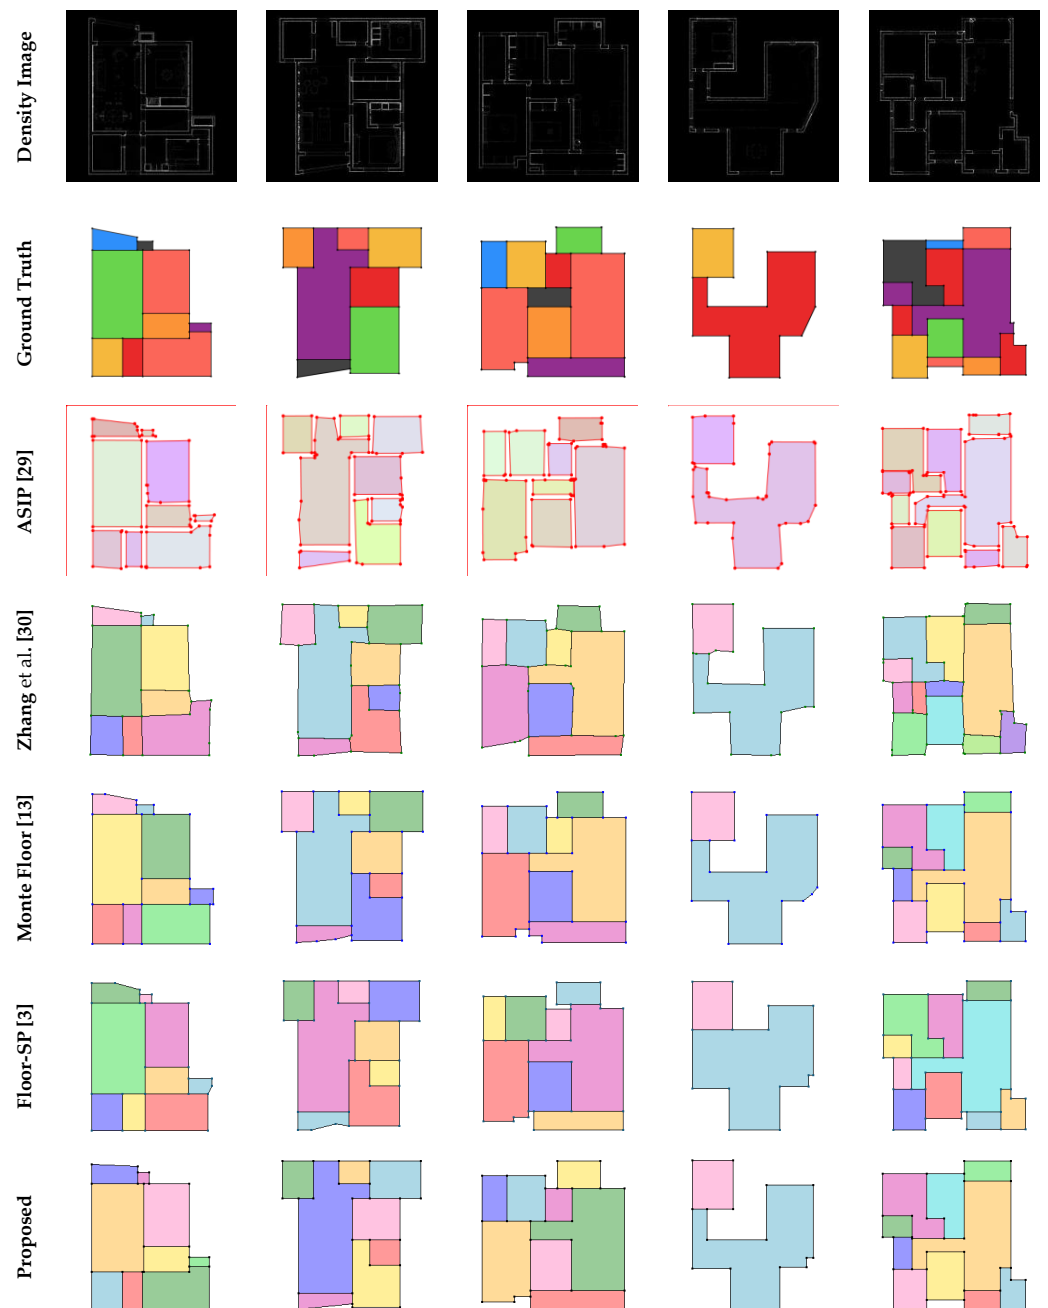 Density Image
Ground Truth
ASIP [29]
Zhang et al. [30]
Monte Floor [13]
Floor-SP [3]
Proposed